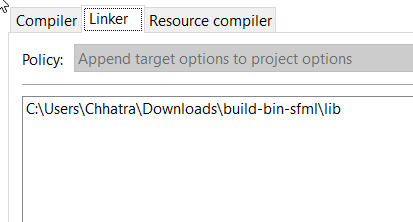 Compiler Linker Resource compiler
Policy: Append target options to project options
C:\Users\Chhatra\Downloads\build-bin-sfml\lib